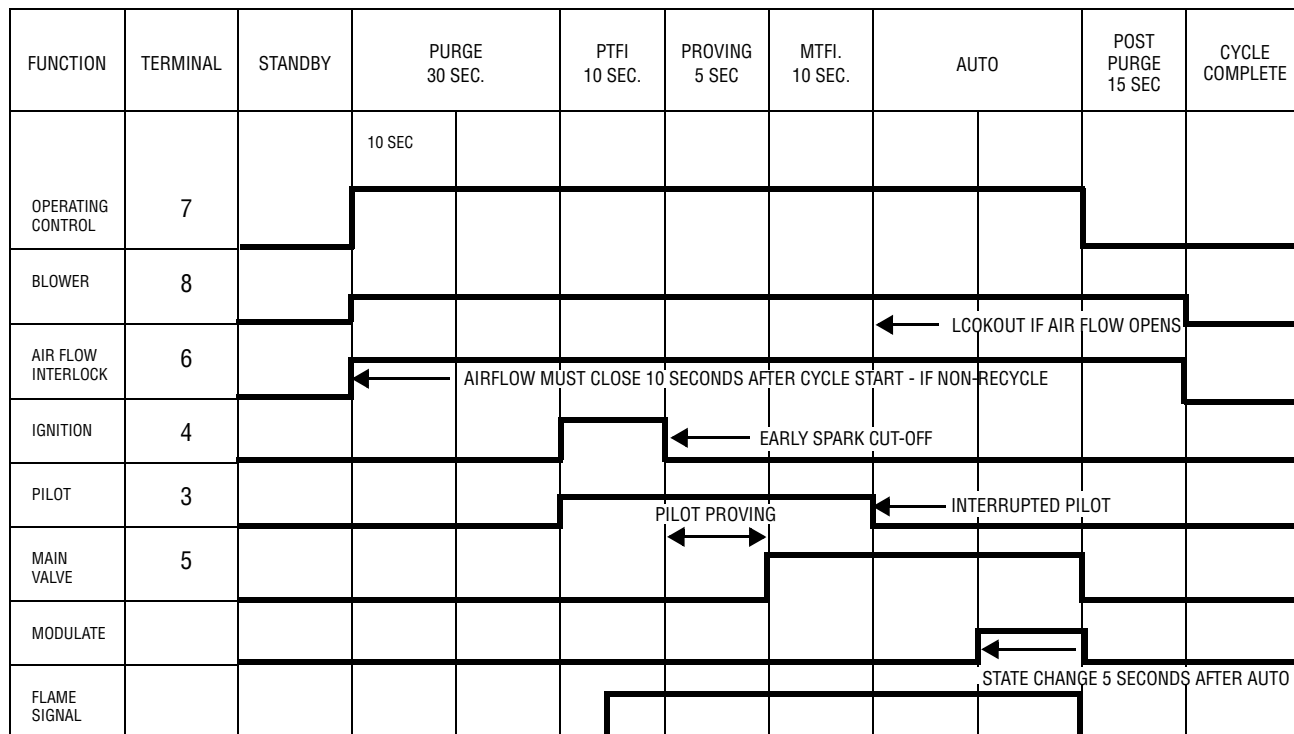 FUNCTION
TERMINAL
STANDBY
PURGE
30 SEC.
PTFI
10 SEC.
PROVING
5 SEC
MTFI.
10 SEC.
AUTO
POST
PURGE
15 SEC
CYCLE
COMPLETE
10 SEC
OPERATING
CONTROL
7
BLOWER
8
LCOKOUT IF AIR FLOW OPENS
AIR FLOW
INTERLOCK
6
AIRFLOW MUST CLOSE 10 SECONDS AFTER CYCLE START - IF NON-RECYCLE
IGNITION
4
EARLY SPARK CUT-OFF
PILOT
3
PILOT PROVING
INTERRUPTED PILOT
MAIN
VALVE
5
MODULATE
STATE CHANGE 5 SECONDS AFTER AUTO
FLAME
SIGNAL